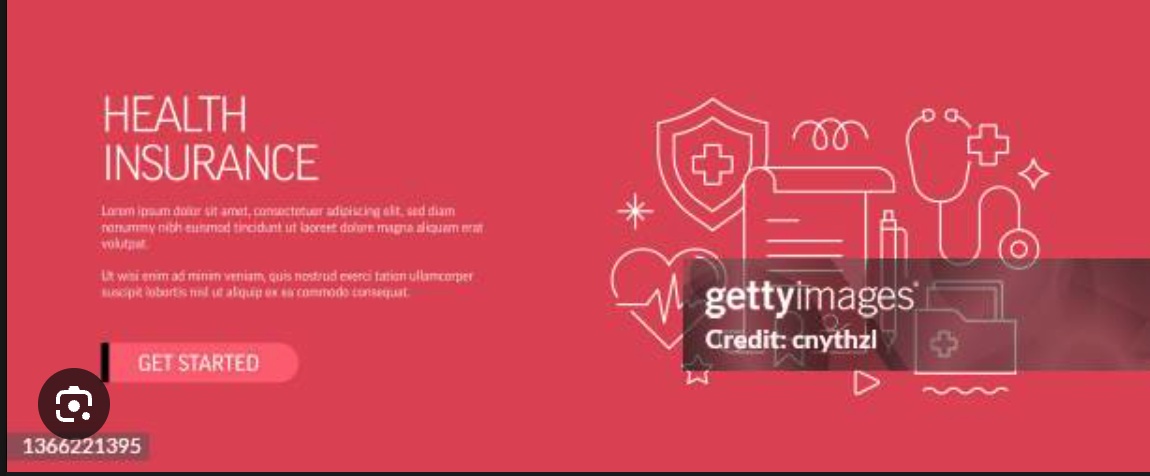 HEALTH
INSURANCE
Lorem ipsum dolor sit amet, consectetuer adipiscing elit, sed diam
nonummy nibh euismod tincidunt ut laoreet dolore magna aliquam erat
volutpat.
Ut wisi enim ad minim veniam, quis nostrud exerci tation ullamcorper
suscipit lobortis nisl ut aliquip ex ea commodo consequat.
GET STARTED
gettyimages®
Credit: cnythzl
1366221395